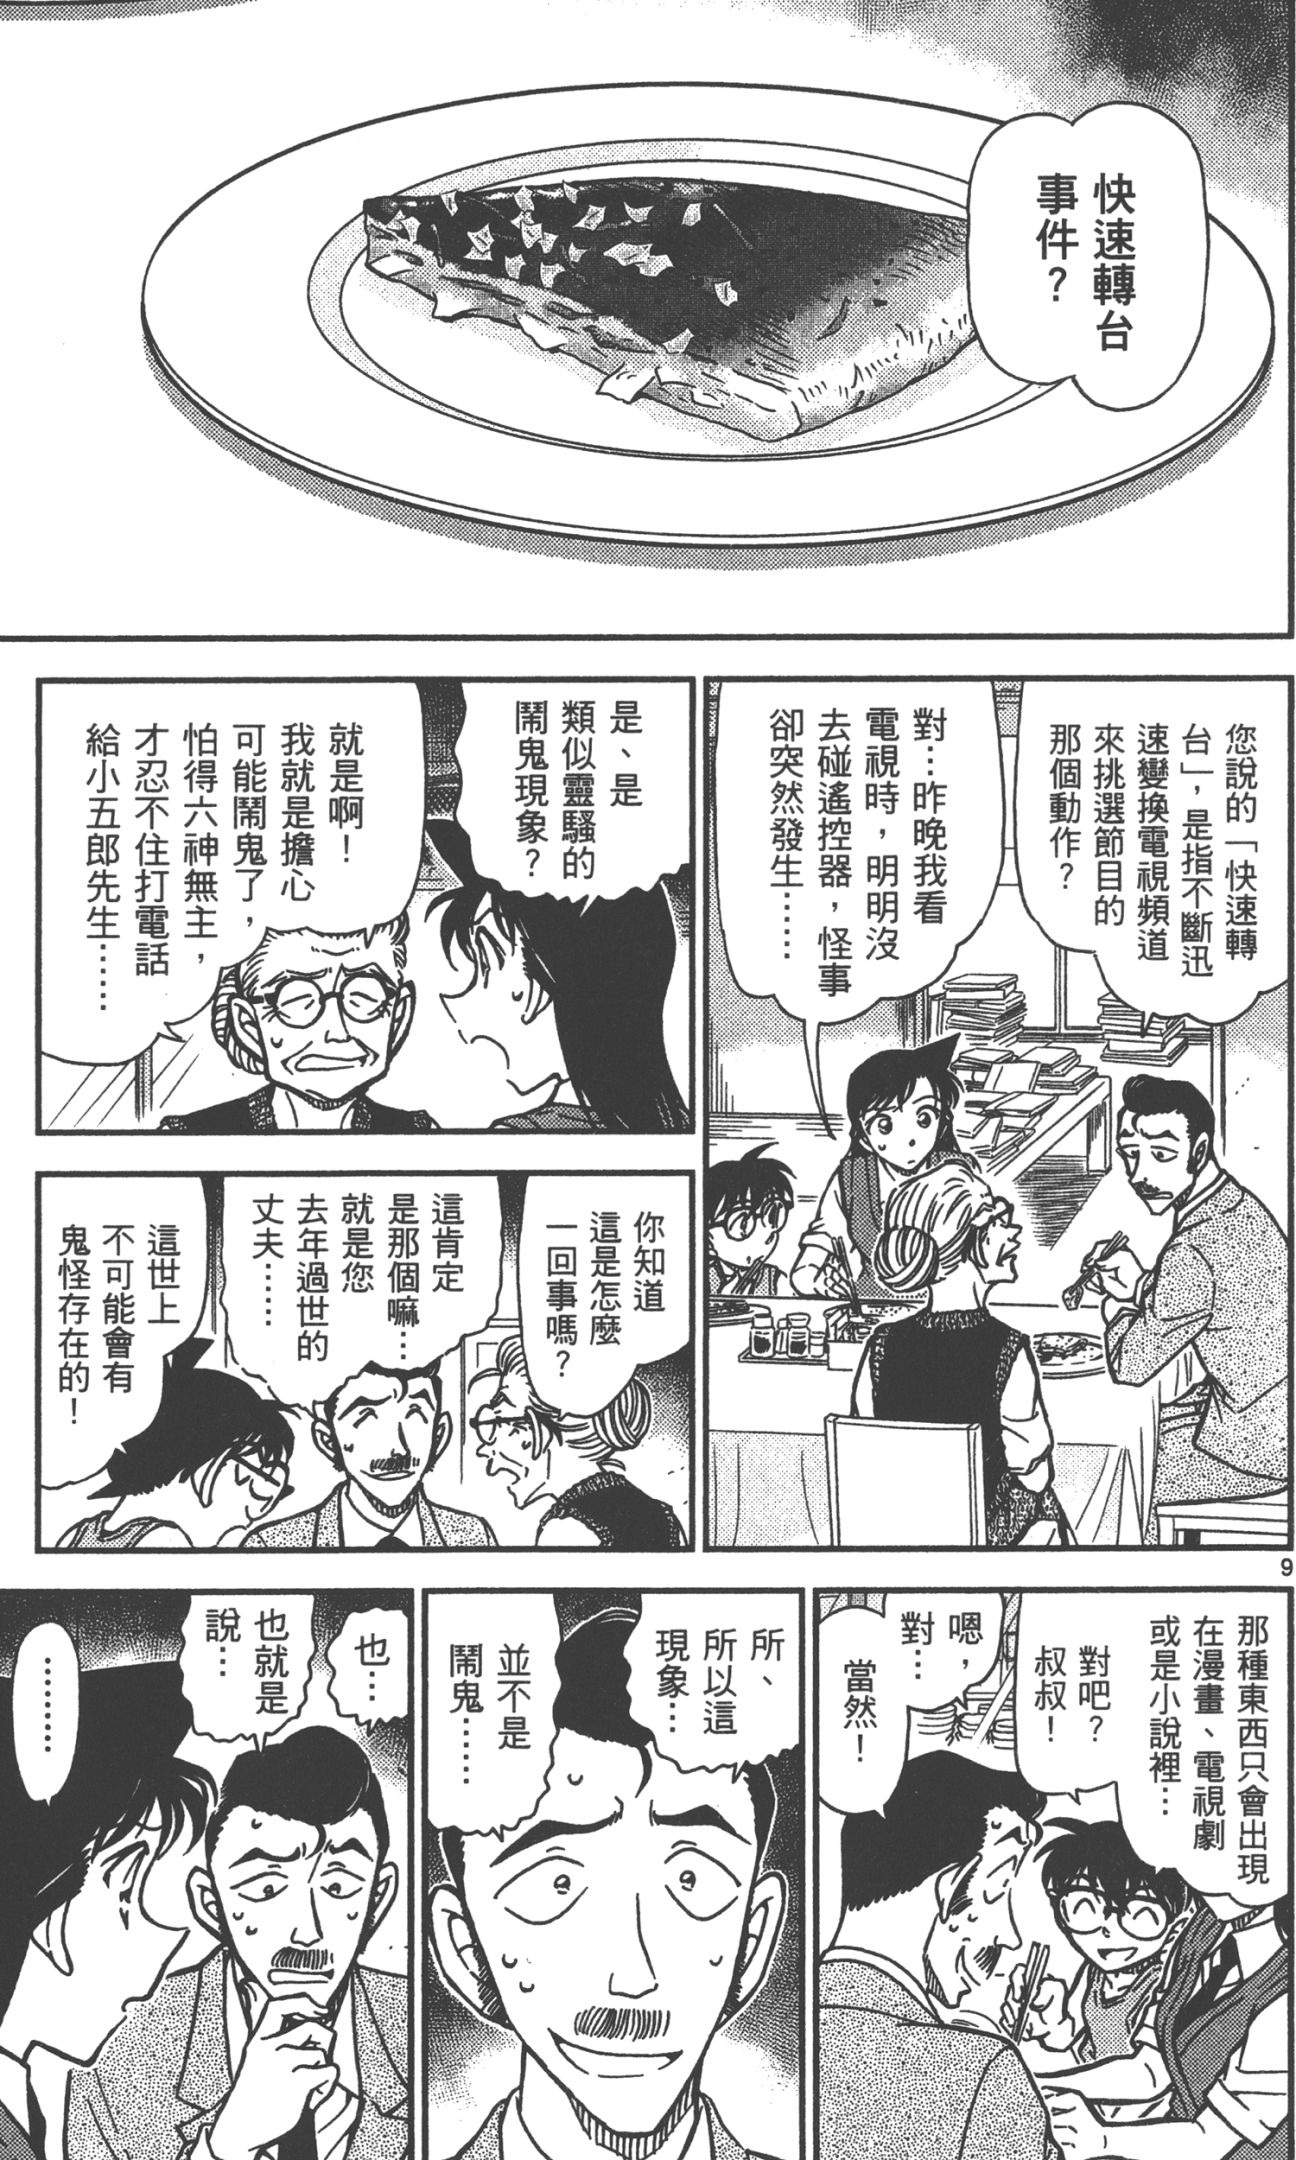 快速轉台
事件？
您說的「快速轉
台」，是指不斷迅
速變換電視頻道
來挑選節目的
那個動作？
對…昨晚我看
電視時，明明沒
去碰遙控器，怪事
卻突然發生……
是、是
類似靈騷的
鬧鬼現象？
就是啊！
我就是擔心
可能鬧鬼了，
怕得六神無主，
才忍不住打電話
給小五郎先生……
你知道
這是怎麼
一回事嗎？
這肯定
是那個嘛…
就是您
去年過世的
丈夫……
這世上
不可能會有
鬼怪存在的！
9
那種東西只會出現
在漫畫、電視劇
或是小說裡…
對吧？
叔叔！
嗯，
對…
當然！
所、
所以這
現象…
並不是
鬧鬼……
也…
也就是
說…
………